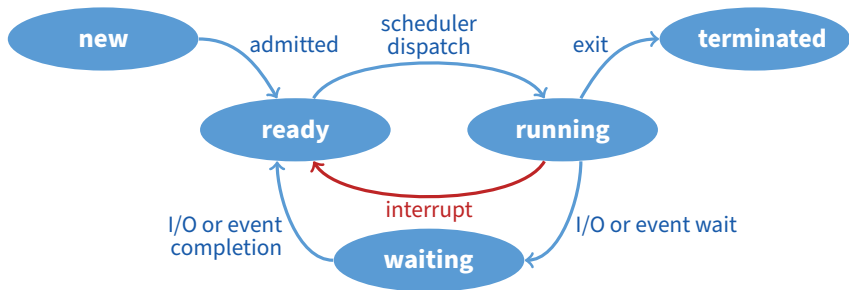 new
admitted
scheduler
dispatch
exit
terminated
ready
running
interrupt
I/O or event
completion
I/O or event wait
waiting